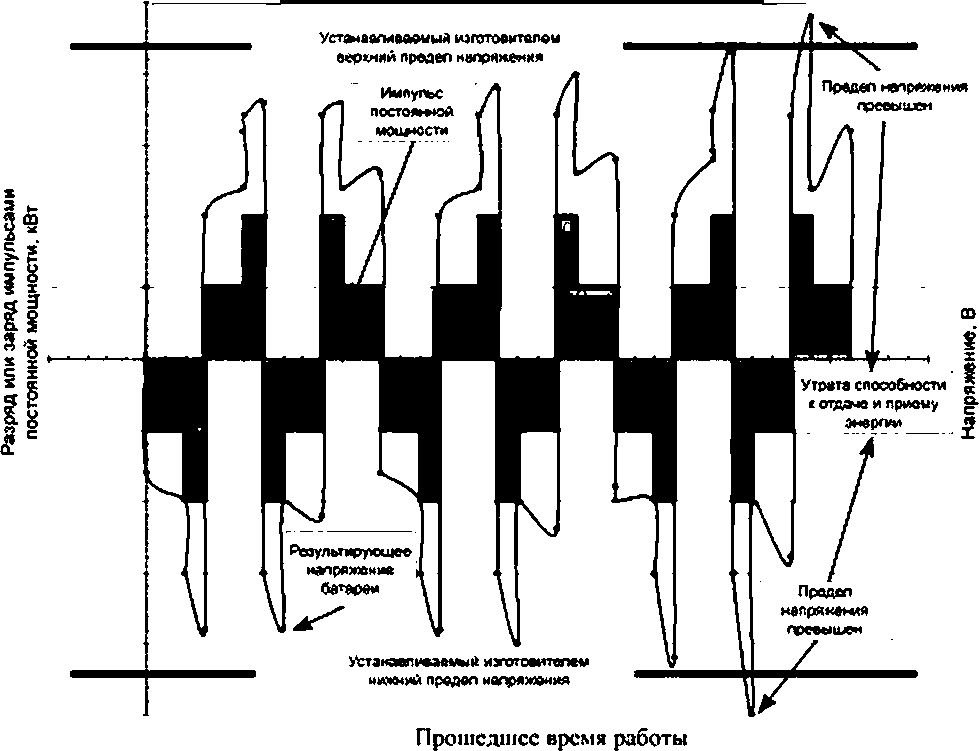 Устанавливаемый изготовителем
верхний предел напряжения
Импульс
постоянной
мощности
Предел напряжения
превышен
Разряд или заряд импульсами
постоянной мощности, кВт
Напряжение, В
Утрата способности
к отдаче и приему
энергии
Результирующее
напряжение
батареи
Предел
напряжения
превышен
Устанавливаемый изготовителем
нижний предел напряжения
Прошедшее время работы